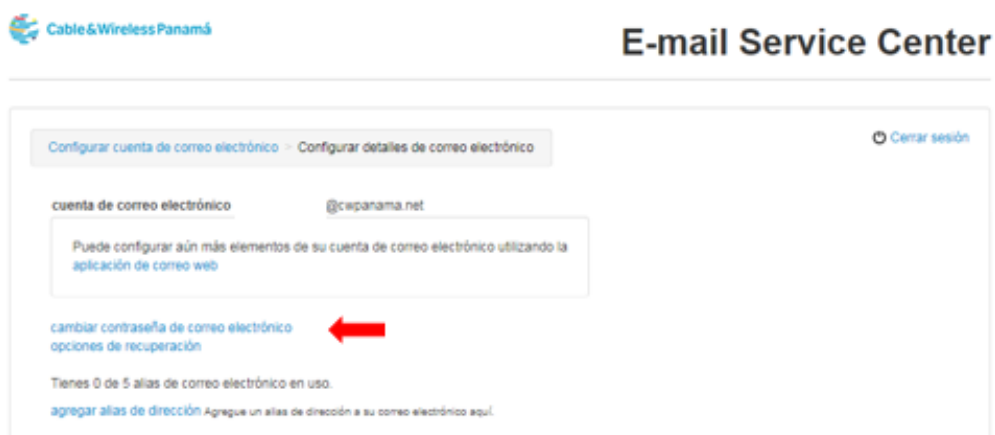 Cable&Wireless Panamá
E-mail Service Center
Configurar cuenta de correo electrónico > Configurar detalles de correo electrónico
Cerrar sesión
cuenta de correo electrónico @cwpanama.net
Puede configurar aún más elementos de su cuenta de correo electrónico utilizando la
aplicación de correo web
cambiar contraseña de correo electrónico
opciones de recuperación
Tienes 0 de 5 alias de correo electrónico en uso.
agregar alias de dirección Agregue un alias de dirección a su correo electrónico aquí.